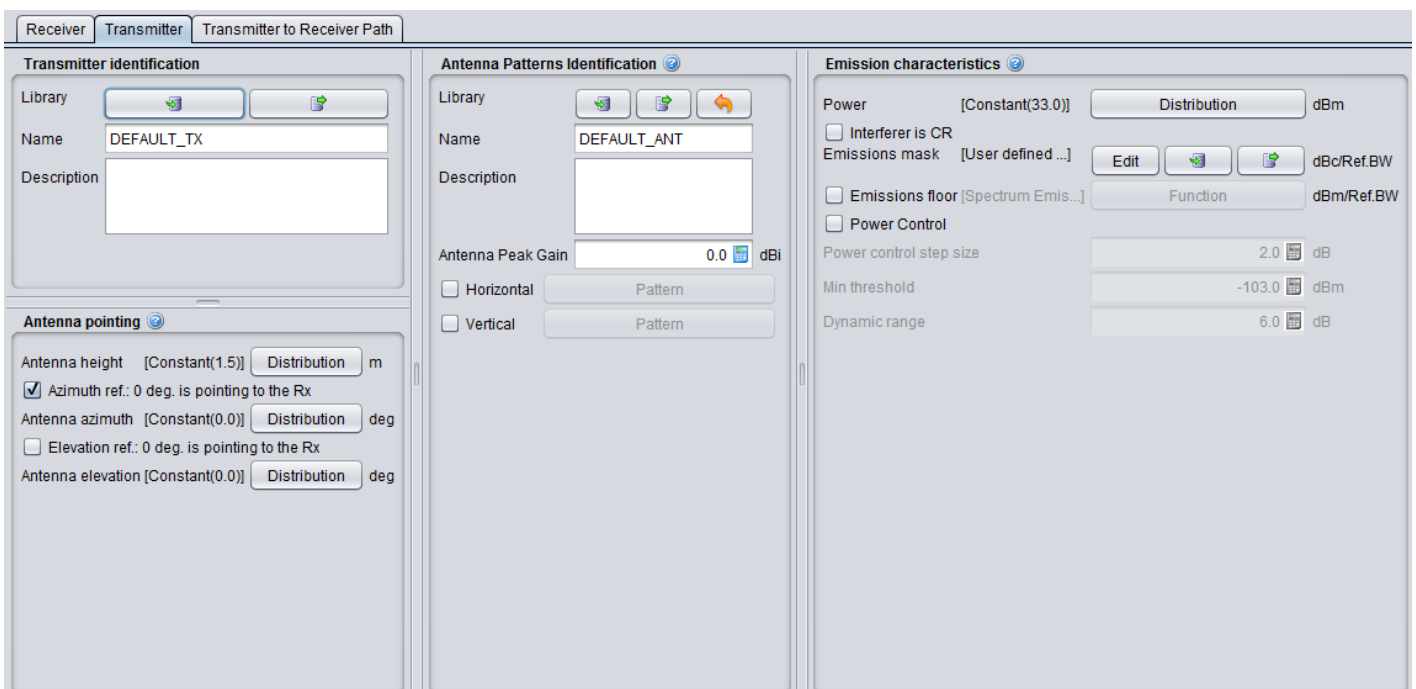 Receiver Transmitter Transmitter to Receiver Path
Transmitter identification
Library
Name DEFAULT_TX
Description
Antenna pointing
Antenna height [Constant(1.5)] Distribution m
Azimuth ref.: 0 deg. is pointing to the Rx
Antenna azimuth [Constant(0.0)] Distribution deg
Elevation ref.: 0 deg. is pointing to the Rx
Antenna elevation [Constant(0.0)] Distribution deg
Antenna Patterns Identification
Library
Name DEFAULT_ANT
Description
Antenna Peak Gain 0.0 dBi
Horizontal Pattern
Vertical Pattern
Emission characteristics
Power [Constant(33.0)] Distribution dBm
Interferer is CR
Emissions mask [User defined ...] Edit dBc/Ref.BW
Emissions floor [Spectrum Emis...] Function dBm/Ref.BW
Power Control
Power control step size 2.0 dB
Min threshold -103.0 dBm
Dynamic range 6.0 dB